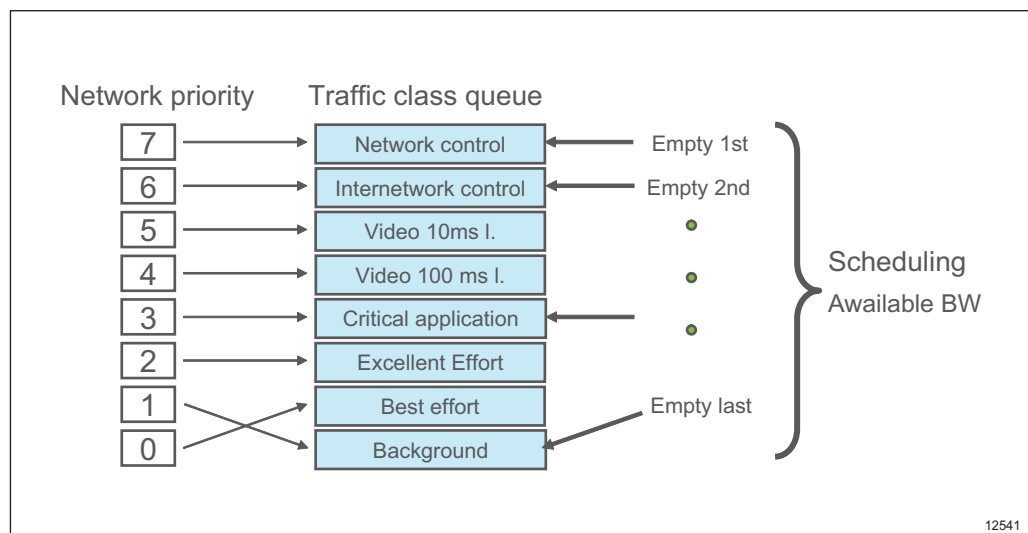 Network priority
Traffic class queue
7
Network control
Empty 1st
6
Internetwork control
Empty 2nd
5
Video 10ms l.
4
Video 100 ms l.
Scheduling
Awailable BW
3
Critical application
2
Excellent Effort
1
Best effort
Empty last
0
Background
12541